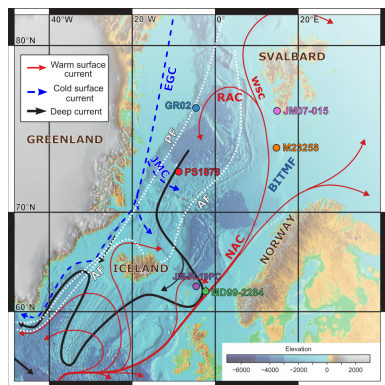 40°W
20°W
0
20°E
80°N
Warm surface
current
Cold surface
current
Deep current
EGC
SVALBARD
wsc
RAC
GR02
JM07-015
GREENLAND
PF
M23258
JMC
PS1878
BITMF
AF
70°N
NORWAY
NAC
AF
ICELAND
MD99-2284
60°N
Elevation
−6000
−4000
−2000
0
2000